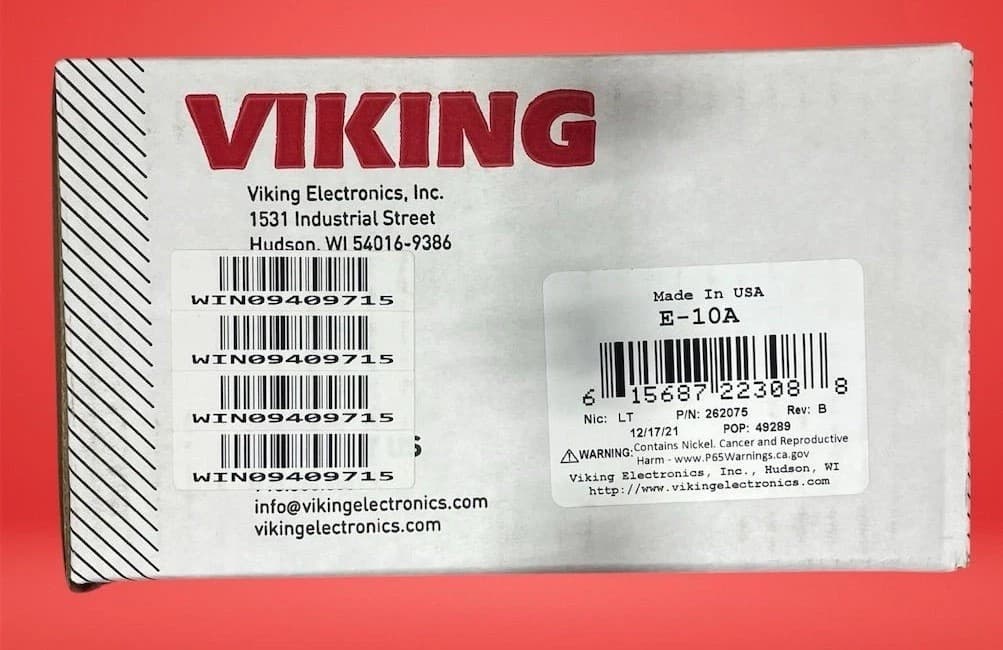 VIKING
Viking Electronics, Inc.
1531 Industrial Street
Hudson, WI 54016-9386
WIN09409715
WIN09409715
WIN09409715
WIN09409715
info@vikingelectronics.com
vikingelectronics.com
Made In USA
E-10A
6 15687 22308 8
Nic: LT P/N: 262075 Rev: B
12/17/21 POP: 49289
WARNING: Contains Nickel. Cancer and Reproductive
Harm - www.P65Warnings.ca.gov
Viking Electronics, Inc., Hudson, WI
http://www.vikingelectronics.com